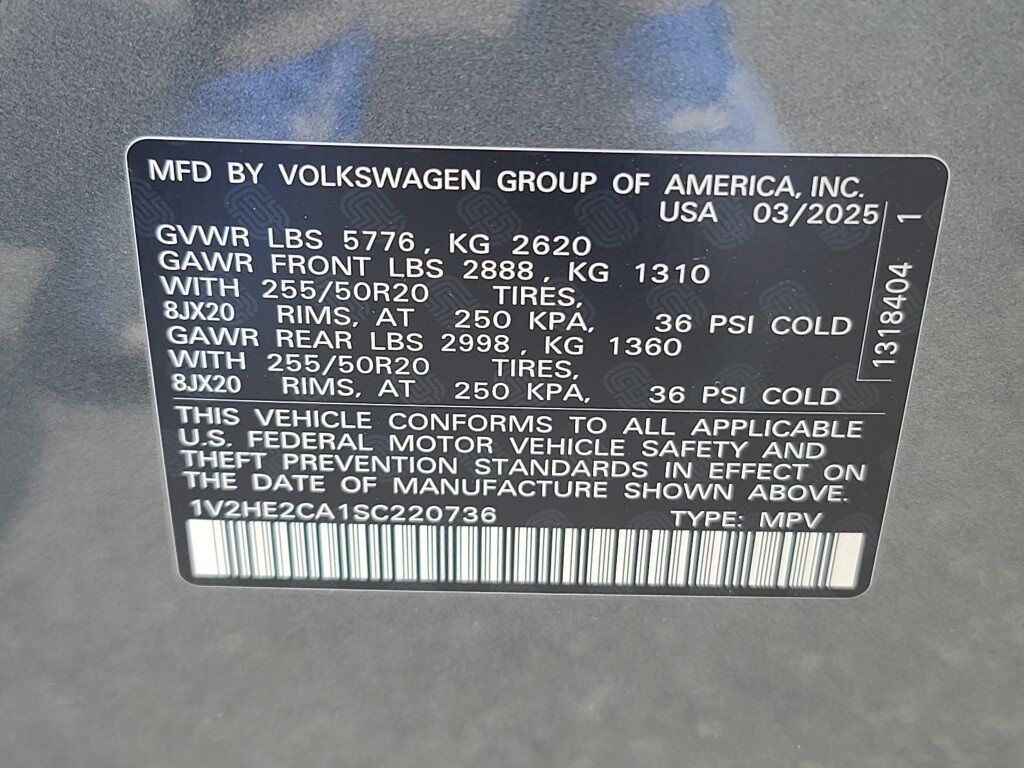 MFD BY VOLKSWAGEN GROUP OF AMERICA, INC.
USA 03/2025
GVWR LBS 5776, KG 2620
GAWR FRONT LBS 2888, KG 1310
WITH 255/50R20 TIRES,
8JX20 RIMS, AT 250 KPA, 36 PSI COLD
GAWR REAR LBS 2998, KG 1360
WITH 255/50R20 TIRES,
8JX20 RIMS, AT 250 KPA, 36 PSI COLD
1318404 1
THIS VEHICLE CONFORMS TO ALL APPLICABLE
U.S. FEDERAL MOTOR VEHICLE SAFETY AND
THEFT PREVENTION STANDARDS IN EFFECT ON
THE DATE OF MANUFACTURE SHOWN ABOVE.
1V2HE2CA1SC220736 TYPE: MPV